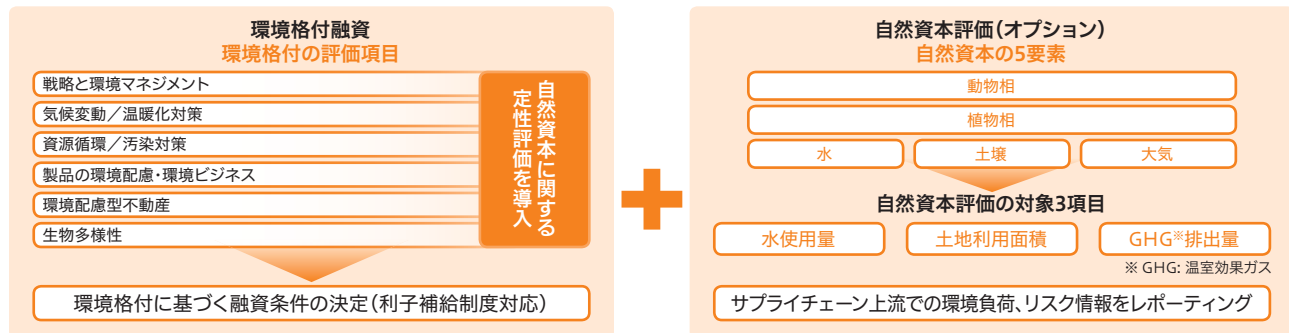 環境格付融資
環境格付の評価項目
戦略と環境マネジメント
気候変動／温暖化対策
資源循環／汚染対策
製品の環境配慮・環境ビジネス
環境配慮型不動産
生物多様性
自然資本に関する
定性評価を導入
環境格付に基づく融資条件の決定（利子補給制度対応）
自然資本評価（オプション）
自然資本の5要素
動物相
植物相
水
土壌
大気
自然資本評価の対象3項目
水使用量
土地利用面積
GHG※排出量
※ GHG: 温室効果ガス
サプライチェーン上流での環境負荷、リスク情報をレポーティング